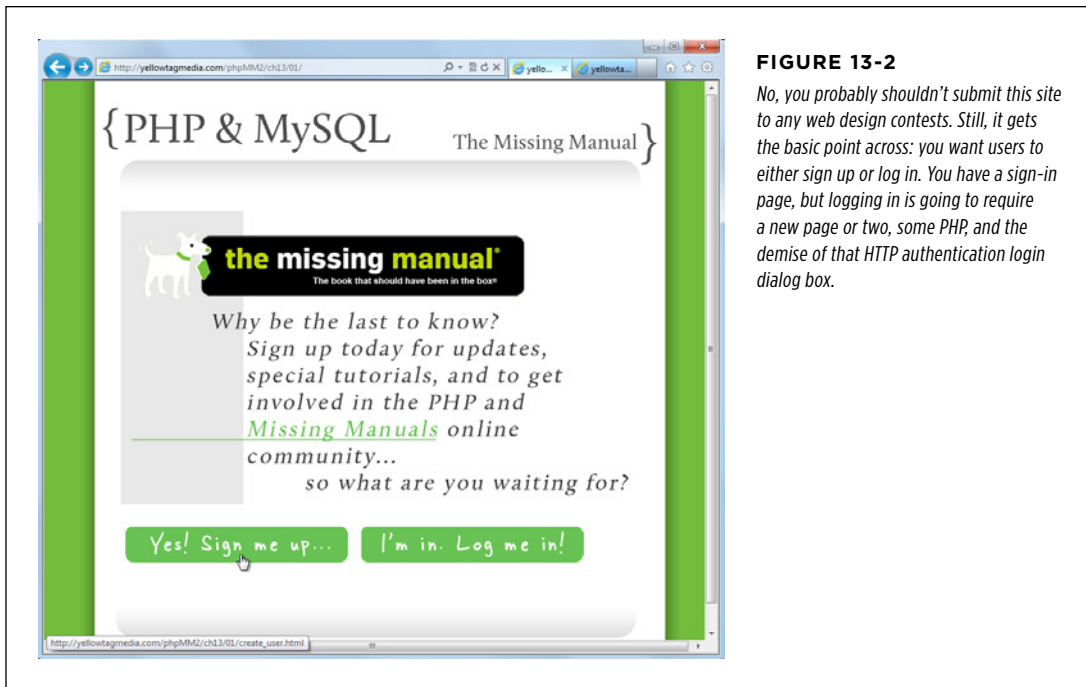 http://yellowtagmedia.com/phpMM2/ch13/01/
yello...
yellowta...
{PHP & MySQL
The Missing Manual}
the missing manual®
The book that should have been in the box®
Why be the last to know?
Sign up today for updates,
special tutorials, and to get
involved in the PHP and
Missing Manuals online
community...
so what are you waiting for?
Yes! Sign me up...
I'm in. Log me in!
http://yellowtagmedia.com/phpMM2/ch13/01/create_user.html
FIGURE 13-2
No, you probably shouldn't submit this site
to any web design contests. Still, it gets
the basic point across: you want users to
either sign up or log in. You have a sign-in
page, but logging in is going to require
a new page or two, some PHP, and the
demise of that HTTP authentication login
dialog box.